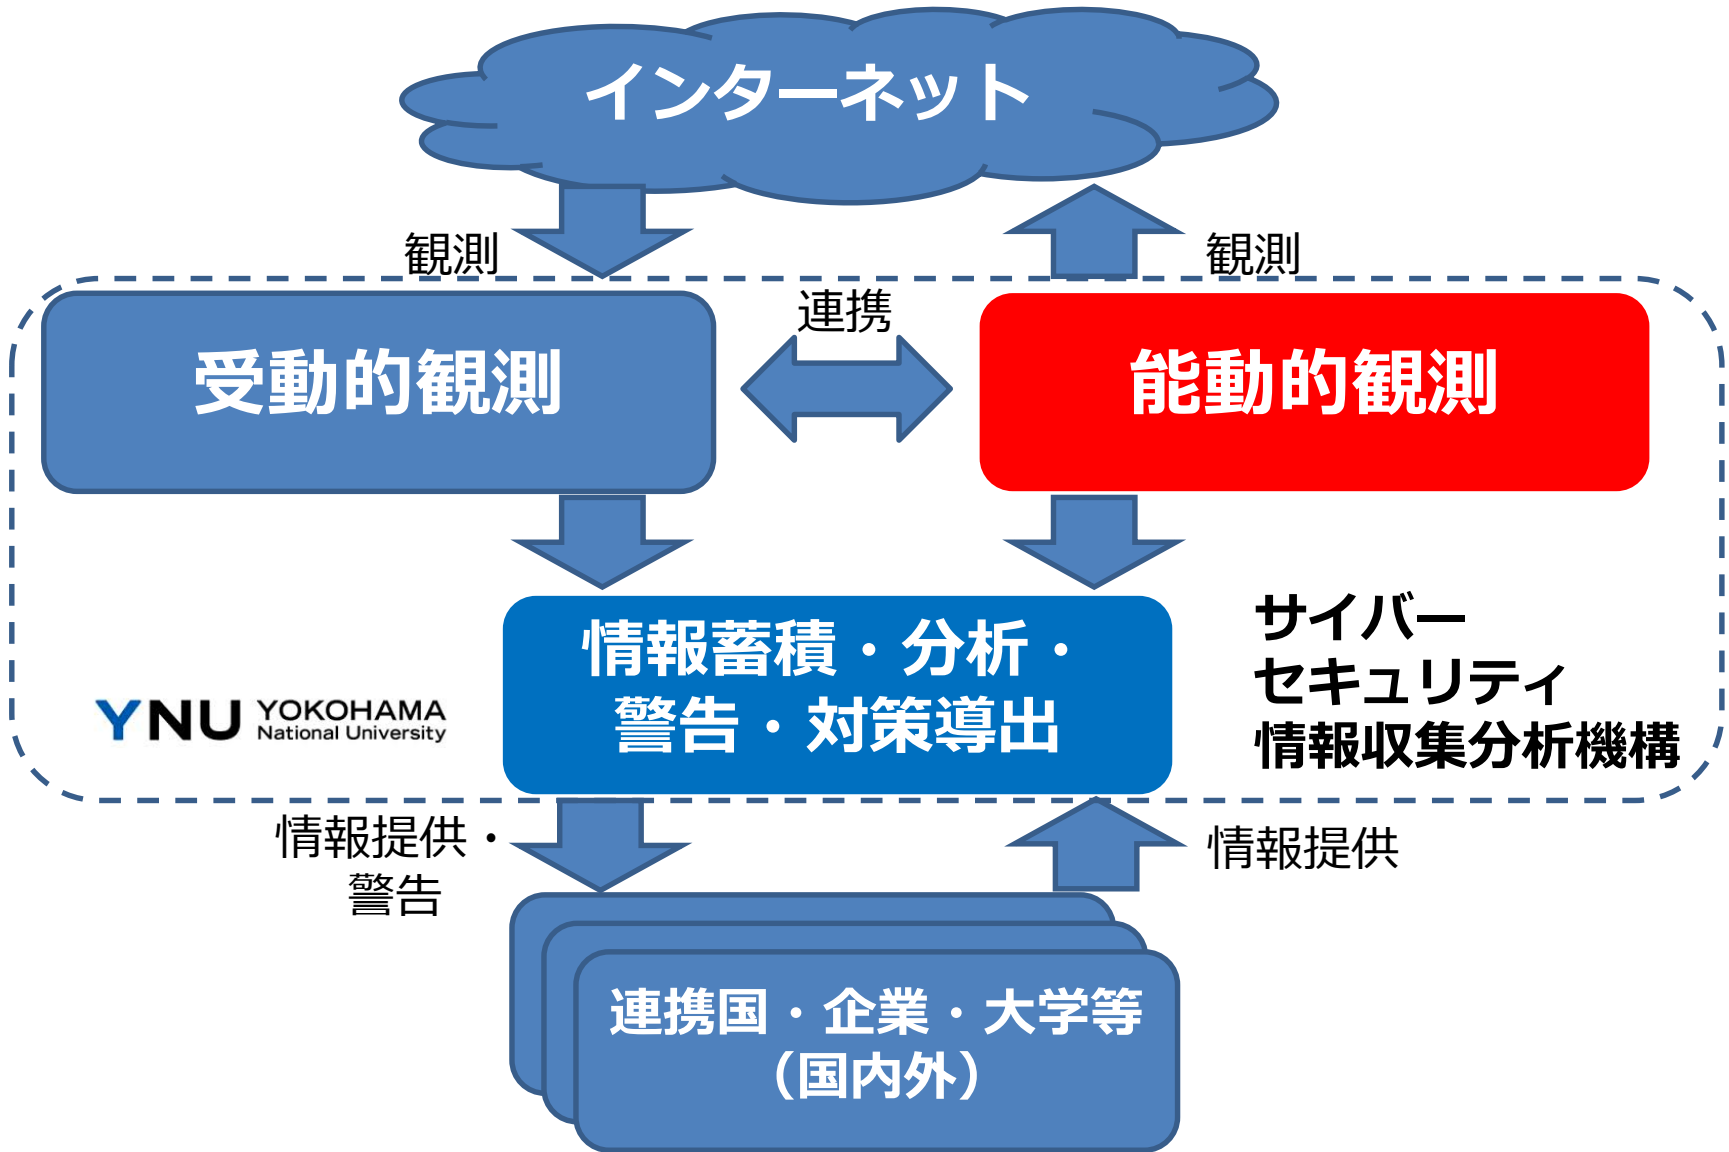 インターネット
観測
観測
連携
受動的観測
能動的観測
情報蓄積・分析・
警告・対策導出
サイバー
セキュリティ
情報収集分析機構
YNU YOKOHAMA
National University
情報提供・
警告
情報提供
連携国・企業・大学等
（国内外）